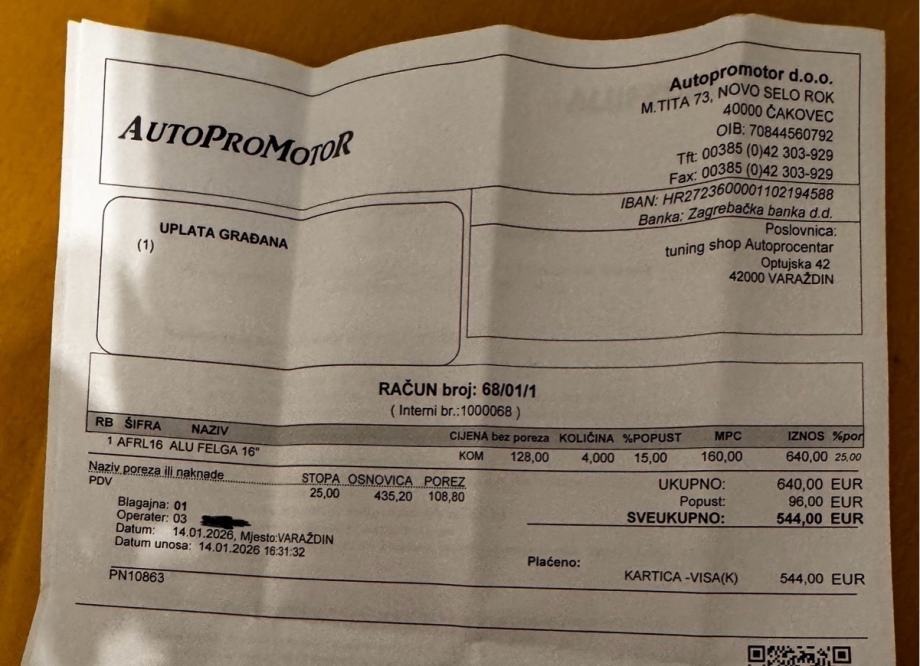 AUTOPROMOTOR
Autopromotor d.o.o.
M.TITA 73, NOVO SELO ROK
40000 ČAKOVEC
OIB: 70844560792
Tft: 00385 (0)42 303-929
Fax: 00385 (0)42 303-929
IBAN: HR2723600001102194588
Banka: Zagrebačka banka d.d.
UPLATA GRAĐANA
(1)
Poslovnica:
tuning shop Autoprocentar
Optujska 42
42000 VARAŽDIN
RAČUN broj: 68/01/1
( Interni br.:1000068 )
RB ŠIFRA NAZIV CIJENA bez poreza KOLIČINA %POPUST MPC IZNOS %por
1 AFRL16 ALU FELGA 16" KOM 128,00 4,000 15,00 160,00 640,00 25,00
Naziv poreza ili naknade STOPA OSNOVICA POREZ
PDV 25,00 435,20 108,80
UKUPNO: 640,00 EUR
Popust: 96,00 EUR
SVEUKUPNO: 544,00 EUR
Blagajna: 01
Operater: 03
Datum: 14.01.2026, Mjesto:VARAŽDIN
Datum unosa: 14.01.2026 16:31:32
Plaćeno:
KARTICA -VISA(K) 544,00 EUR
PN10863